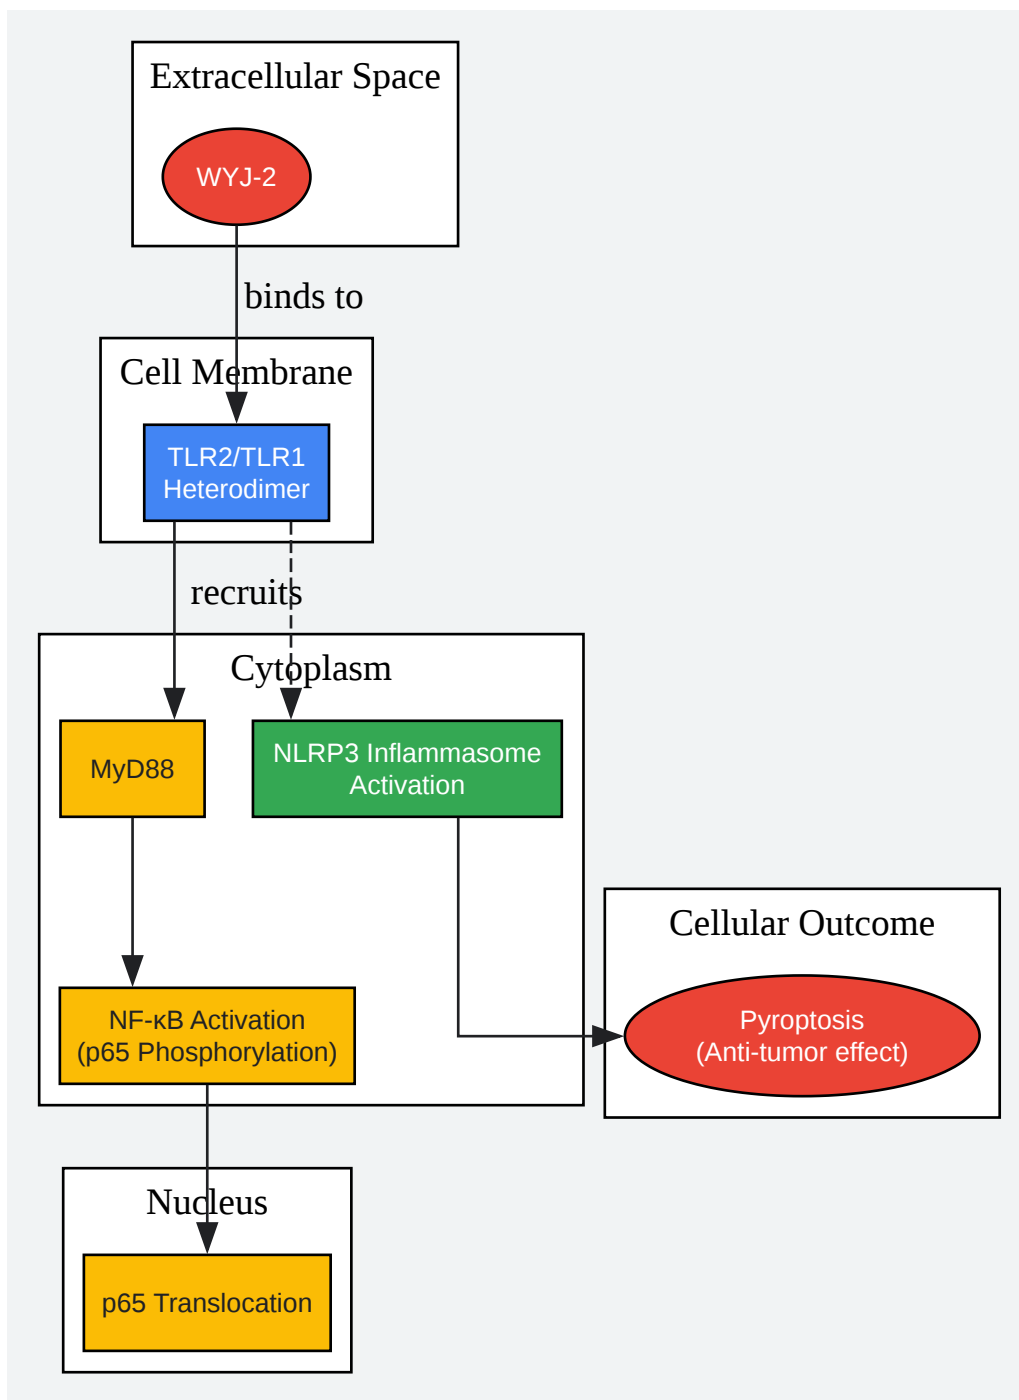 Extracellular Space
WYJ-2
binds to
Cell Membrane
TLR2/TLR1
Heterodimer
recruits
Cytoplasm
MyD88
NLRP3 Inflammasome
Activation
Cellular Outcome
NF-κB Activation
(p65 Phosphorylation)
Pyroptosis
(Anti-tumor effect)
Nucleus
p65 Translocation